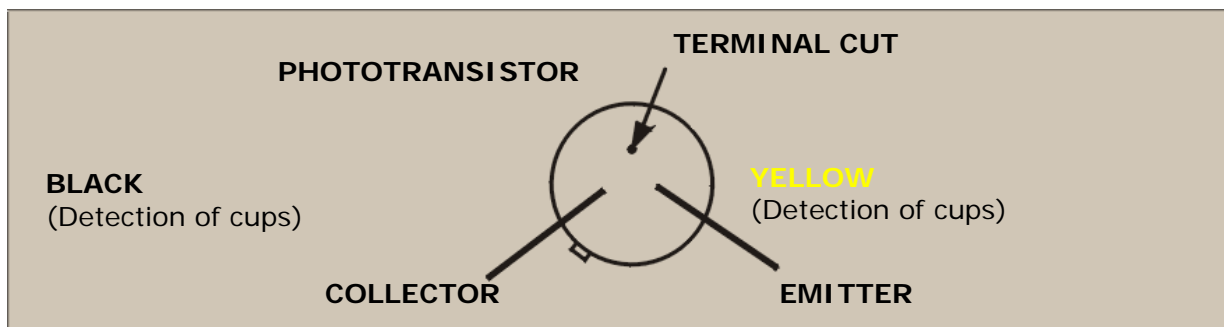 TERMINAL CUT
PHOTOTRANSISTOR
BLACK
(Detection of cups)
YELLOW
(Detection of cups)
COLLECTOR
EMITTER